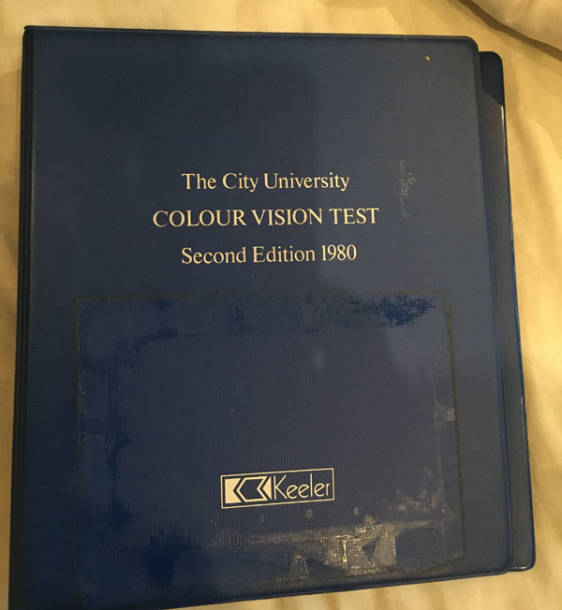 The City University
COLOUR VISION TEST
Second Edition 1980
Keeler